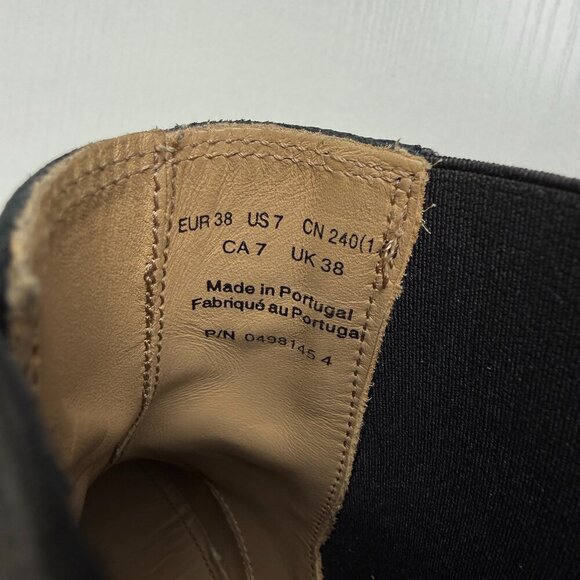 EUR 38 US 7 CN 240(1.
CA 7 UK 38
Made in Portugal
Fabriqué au Portugal
P/N 0498145 4